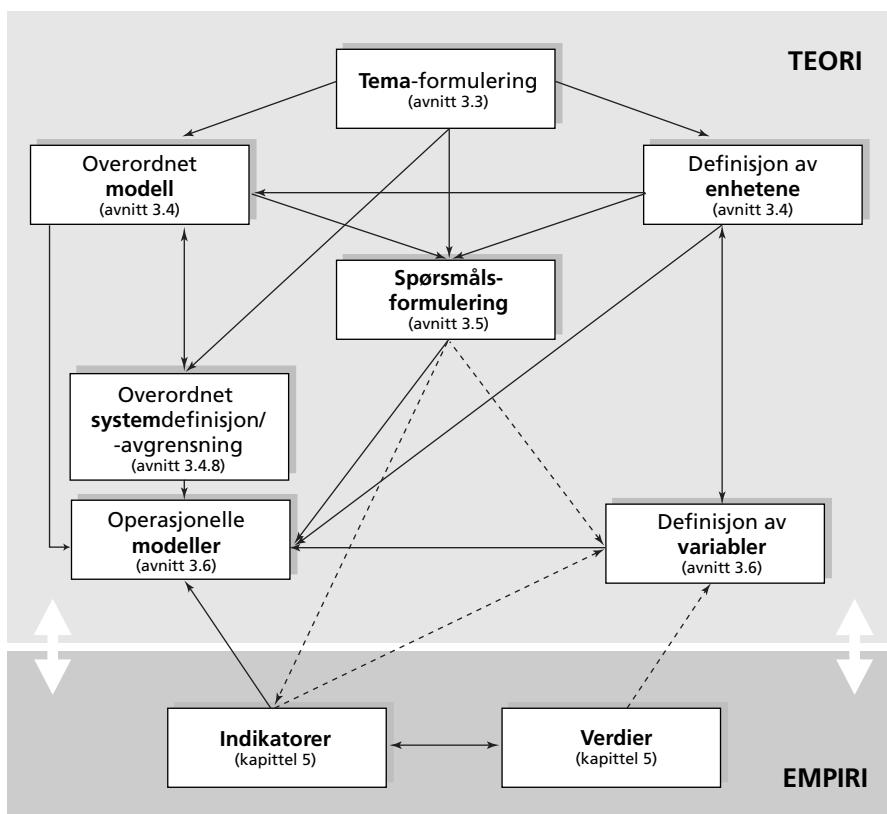 TEORI
Tema-formulering
(avnitt 3.3)
Overordnet
modell
(avnitt 3.4)
Definisjon av
enhetene
(avnitt 3.4)
Spørsmåls-
formulering
(avnitt 3.5)
Overordnet
systemdefinisjon/
-avgrensning
(avnitt 3.4.8)
Operasjonelle
modeller
(avnitt 3.6)
Definisjon av
variabler
(avnitt 3.6)
Indikatorer
(kapittel 5)
Verdier
(kapittel 5)
EMPIRI